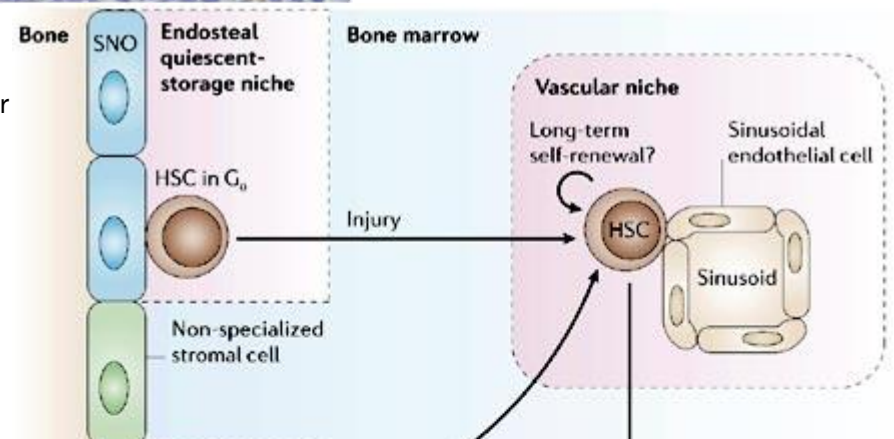 r
Bone
SNO
Endosteal
quiescent-
storage niche
Bone marrow
HSC in G₀
Injury
Non-specialized
stromal cell
Vascular niche
Long-term
self-renewal?
Sinusoidal
endothelial cell
HSC
Sinusoid